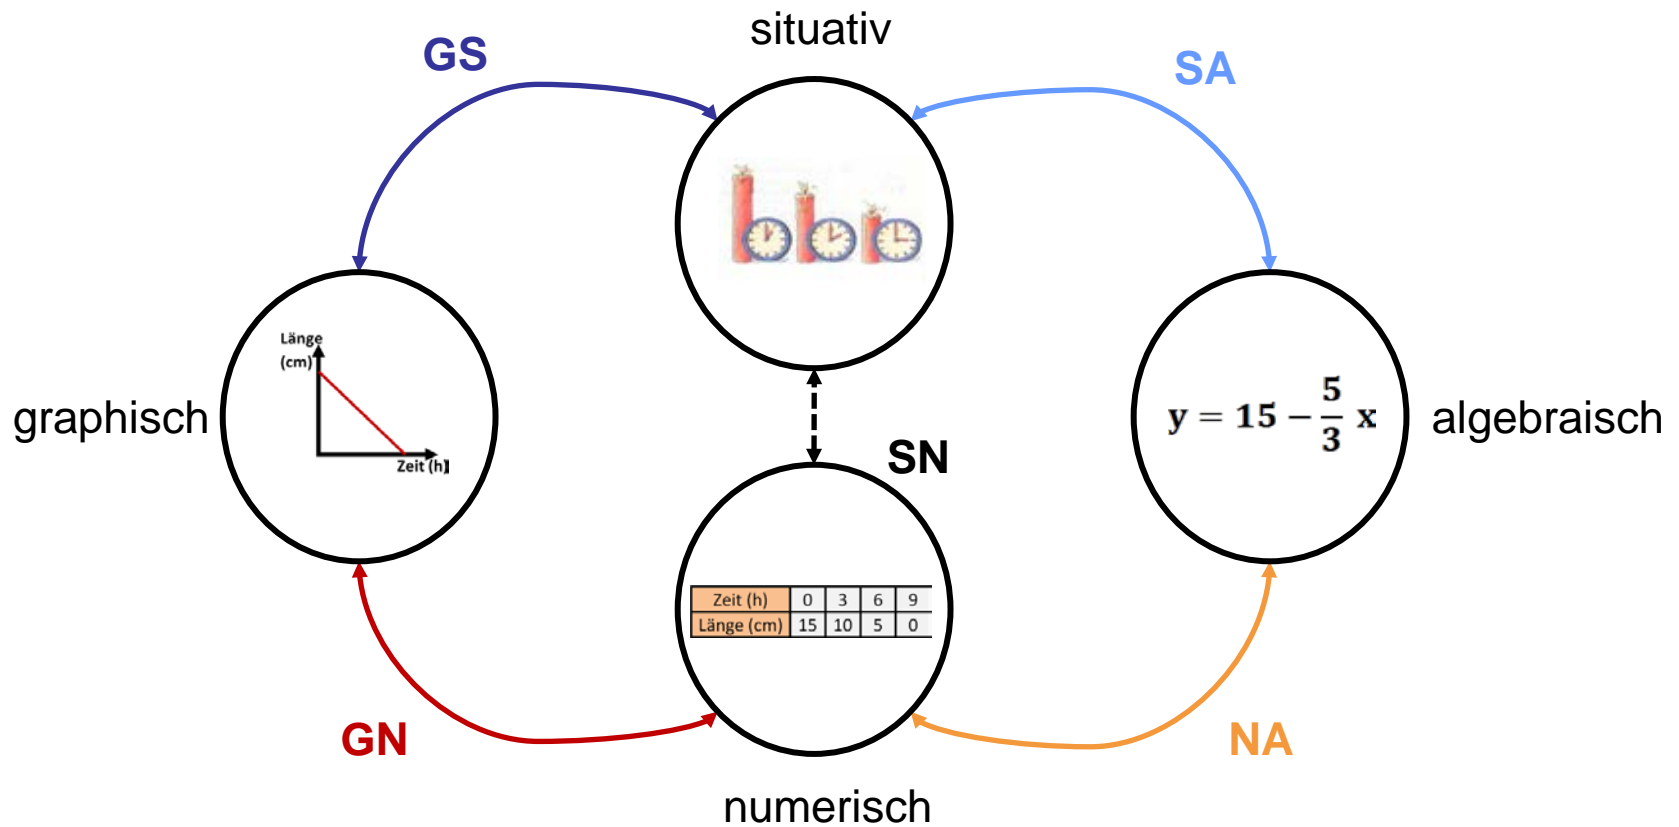 situativ
GS
SA
Länge
(cm)
Zeit (h)
graphisch
y = 15 − 5/3 x
algebraisch
SN
Zeit (h) 0 3 6 9
Länge (cm) 15 10 5 0
GN
NA
numerisch